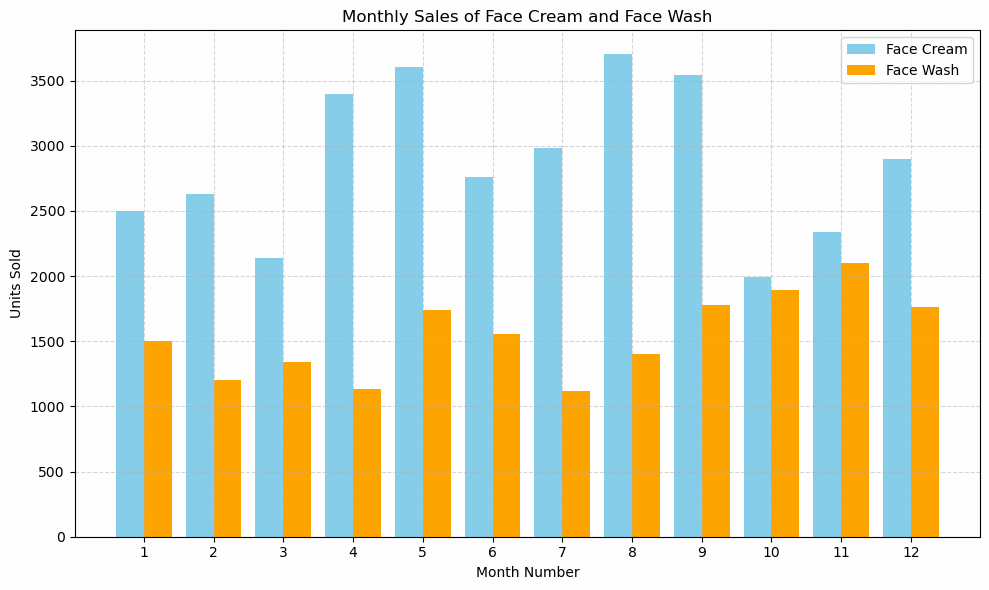 Monthly Sales of Face Cream and Face Wash
Face Cream
Face Wash
Units Sold
3500
3000
2500
2000
1500
1000
500
0
1 2 3 4 5 6 7 8 9 10 11 12
Month Number